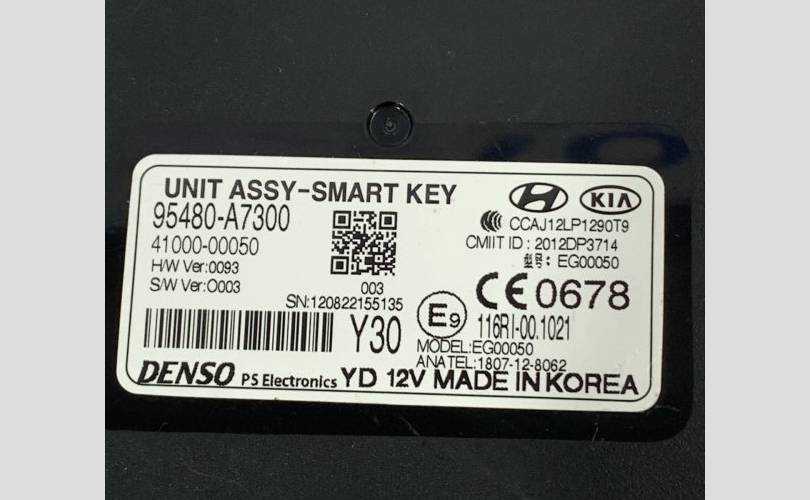 UNIT ASSY-SMART KEY
KIA
95480-A7300
CCAJ12LP1290T9
41000-00050
CMIIT ID : 2012DP3714
H/W Ver:0093
型号: EG00050
S/W Ver:O003
003
CE 0678
SN:120822155135
E9
116RI-00.1021
Y30
MODEL:EG00050
ANATEL:1807-12-8062
DENSO PS Electronics YD 12V MADE IN KOREA